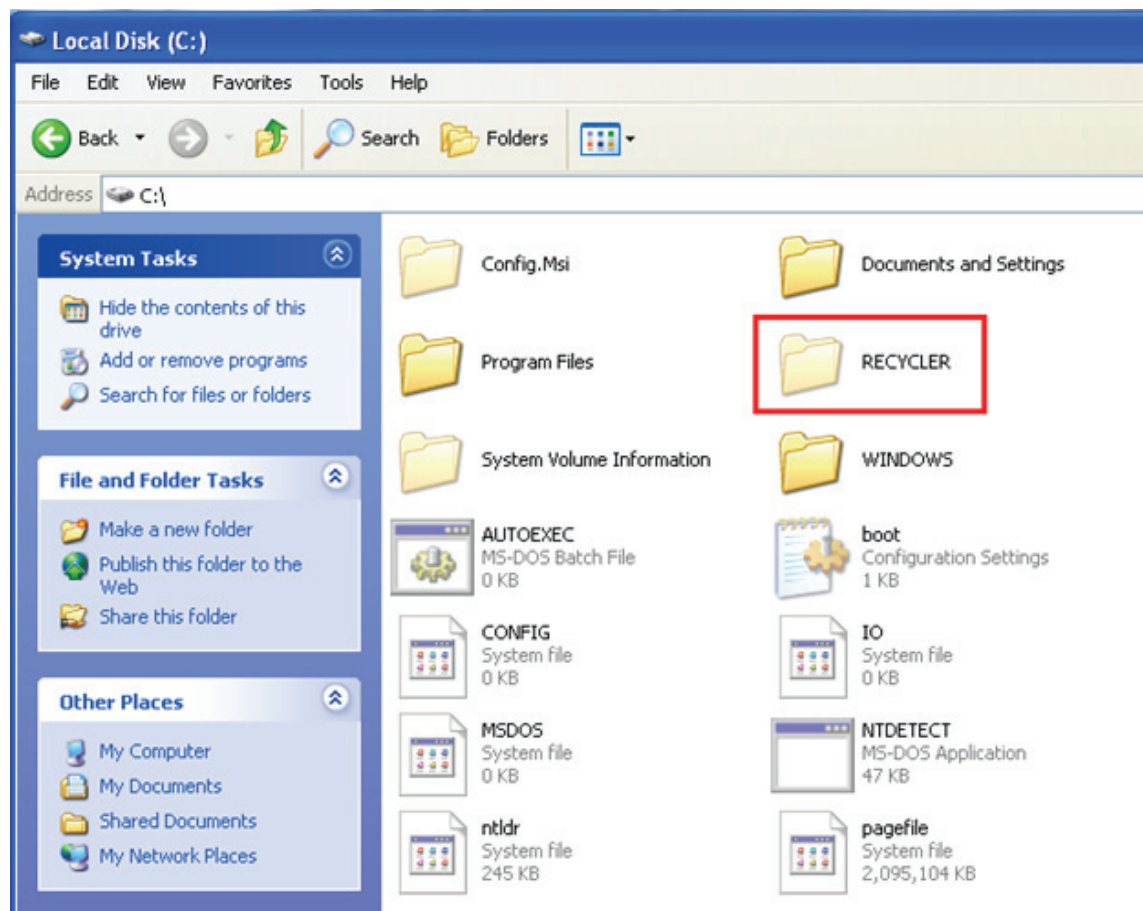 Local Disk (C:)
File Edit View Favorites Tools Help
Back Search Folders
Address C:\
System Tasks
Hide the contents of this
drive
Add or remove programs
Search for files or folders
File and Folder Tasks
Make a new folder
Publish this folder to the
Web
Share this folder
Other Places
My Computer
My Documents
Shared Documents
My Network Places
Config.Msi
Documents and Settings
Program Files
RECYCLER
System Volume Information
WINDOWS
AUTOEXEC
MS-DOS Batch File
0 KB
boot
Configuration Settings
1 KB
CONFIG
System file
0 KB
IO
System file
0 KB
MSDOS
System file
0 KB
NTDETECT
MS-DOS Application
47 KB
ntldr
System file
245 KB
pagefile
System file
2,095,104 KB